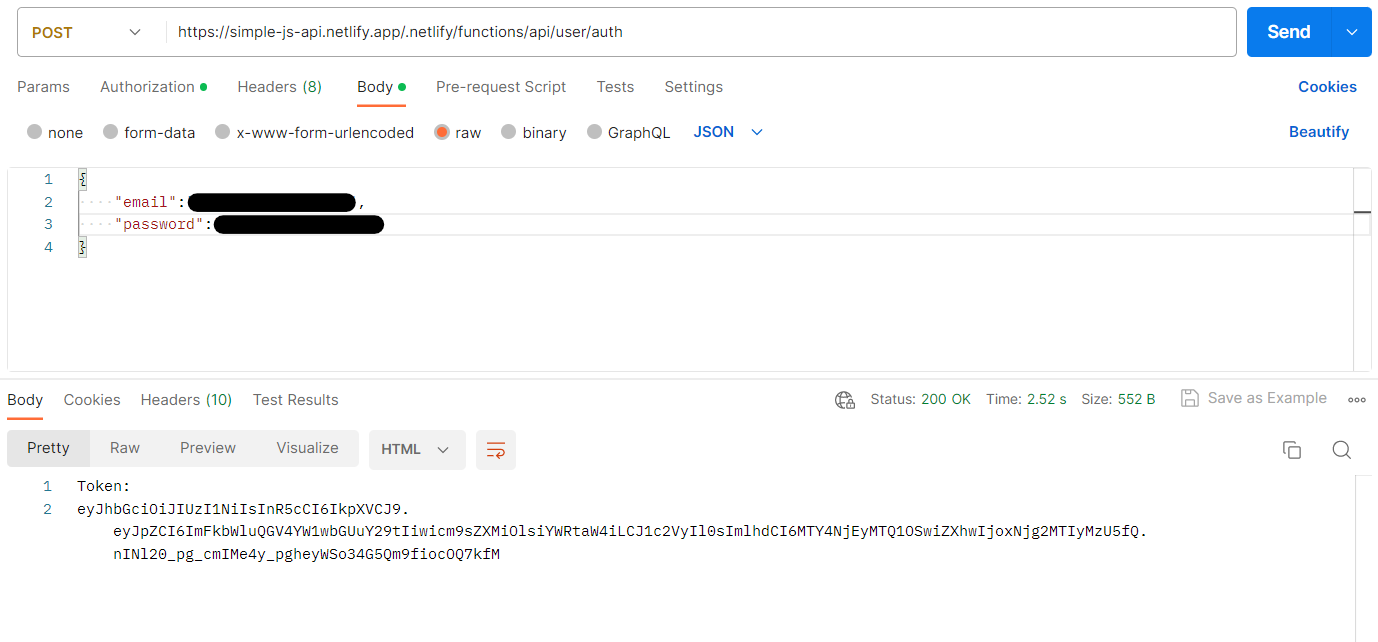 POST https://simple-js-api.netlify.app/.netlify/functions/api/user/auth Send
Params Authorization Headers (8) Body Pre-request Script Tests Settings Cookies
none form-data x-www-form-urlencoded raw binary GraphQL JSON Beautify
1 {
2 "email": ,
3 "password":
4 }
Body Cookies Headers (10) Test Results Status: 200 OK Time: 2.52 s Size: 552 B Save as Example
Pretty Raw Preview Visualize HTML
1 Token:
2 eyJhbGciOiJIUzI1NiIsInR5cCI6IkpXVCJ9.
eyJpZCI6ImFkbWluQGV4YW1wbGUuY29tIiwicm9sZXMiOlsiYWRtaW4iLCJ1c2VyIl0sImlhdCI6MTY4NjEyMTQ1OSwiZXhwIjoxNjg2MTIyMzU5fQ.
nINl20_pg_cmIMe4y_pgheyWSo34G5Qm9fiocOQ7kfM